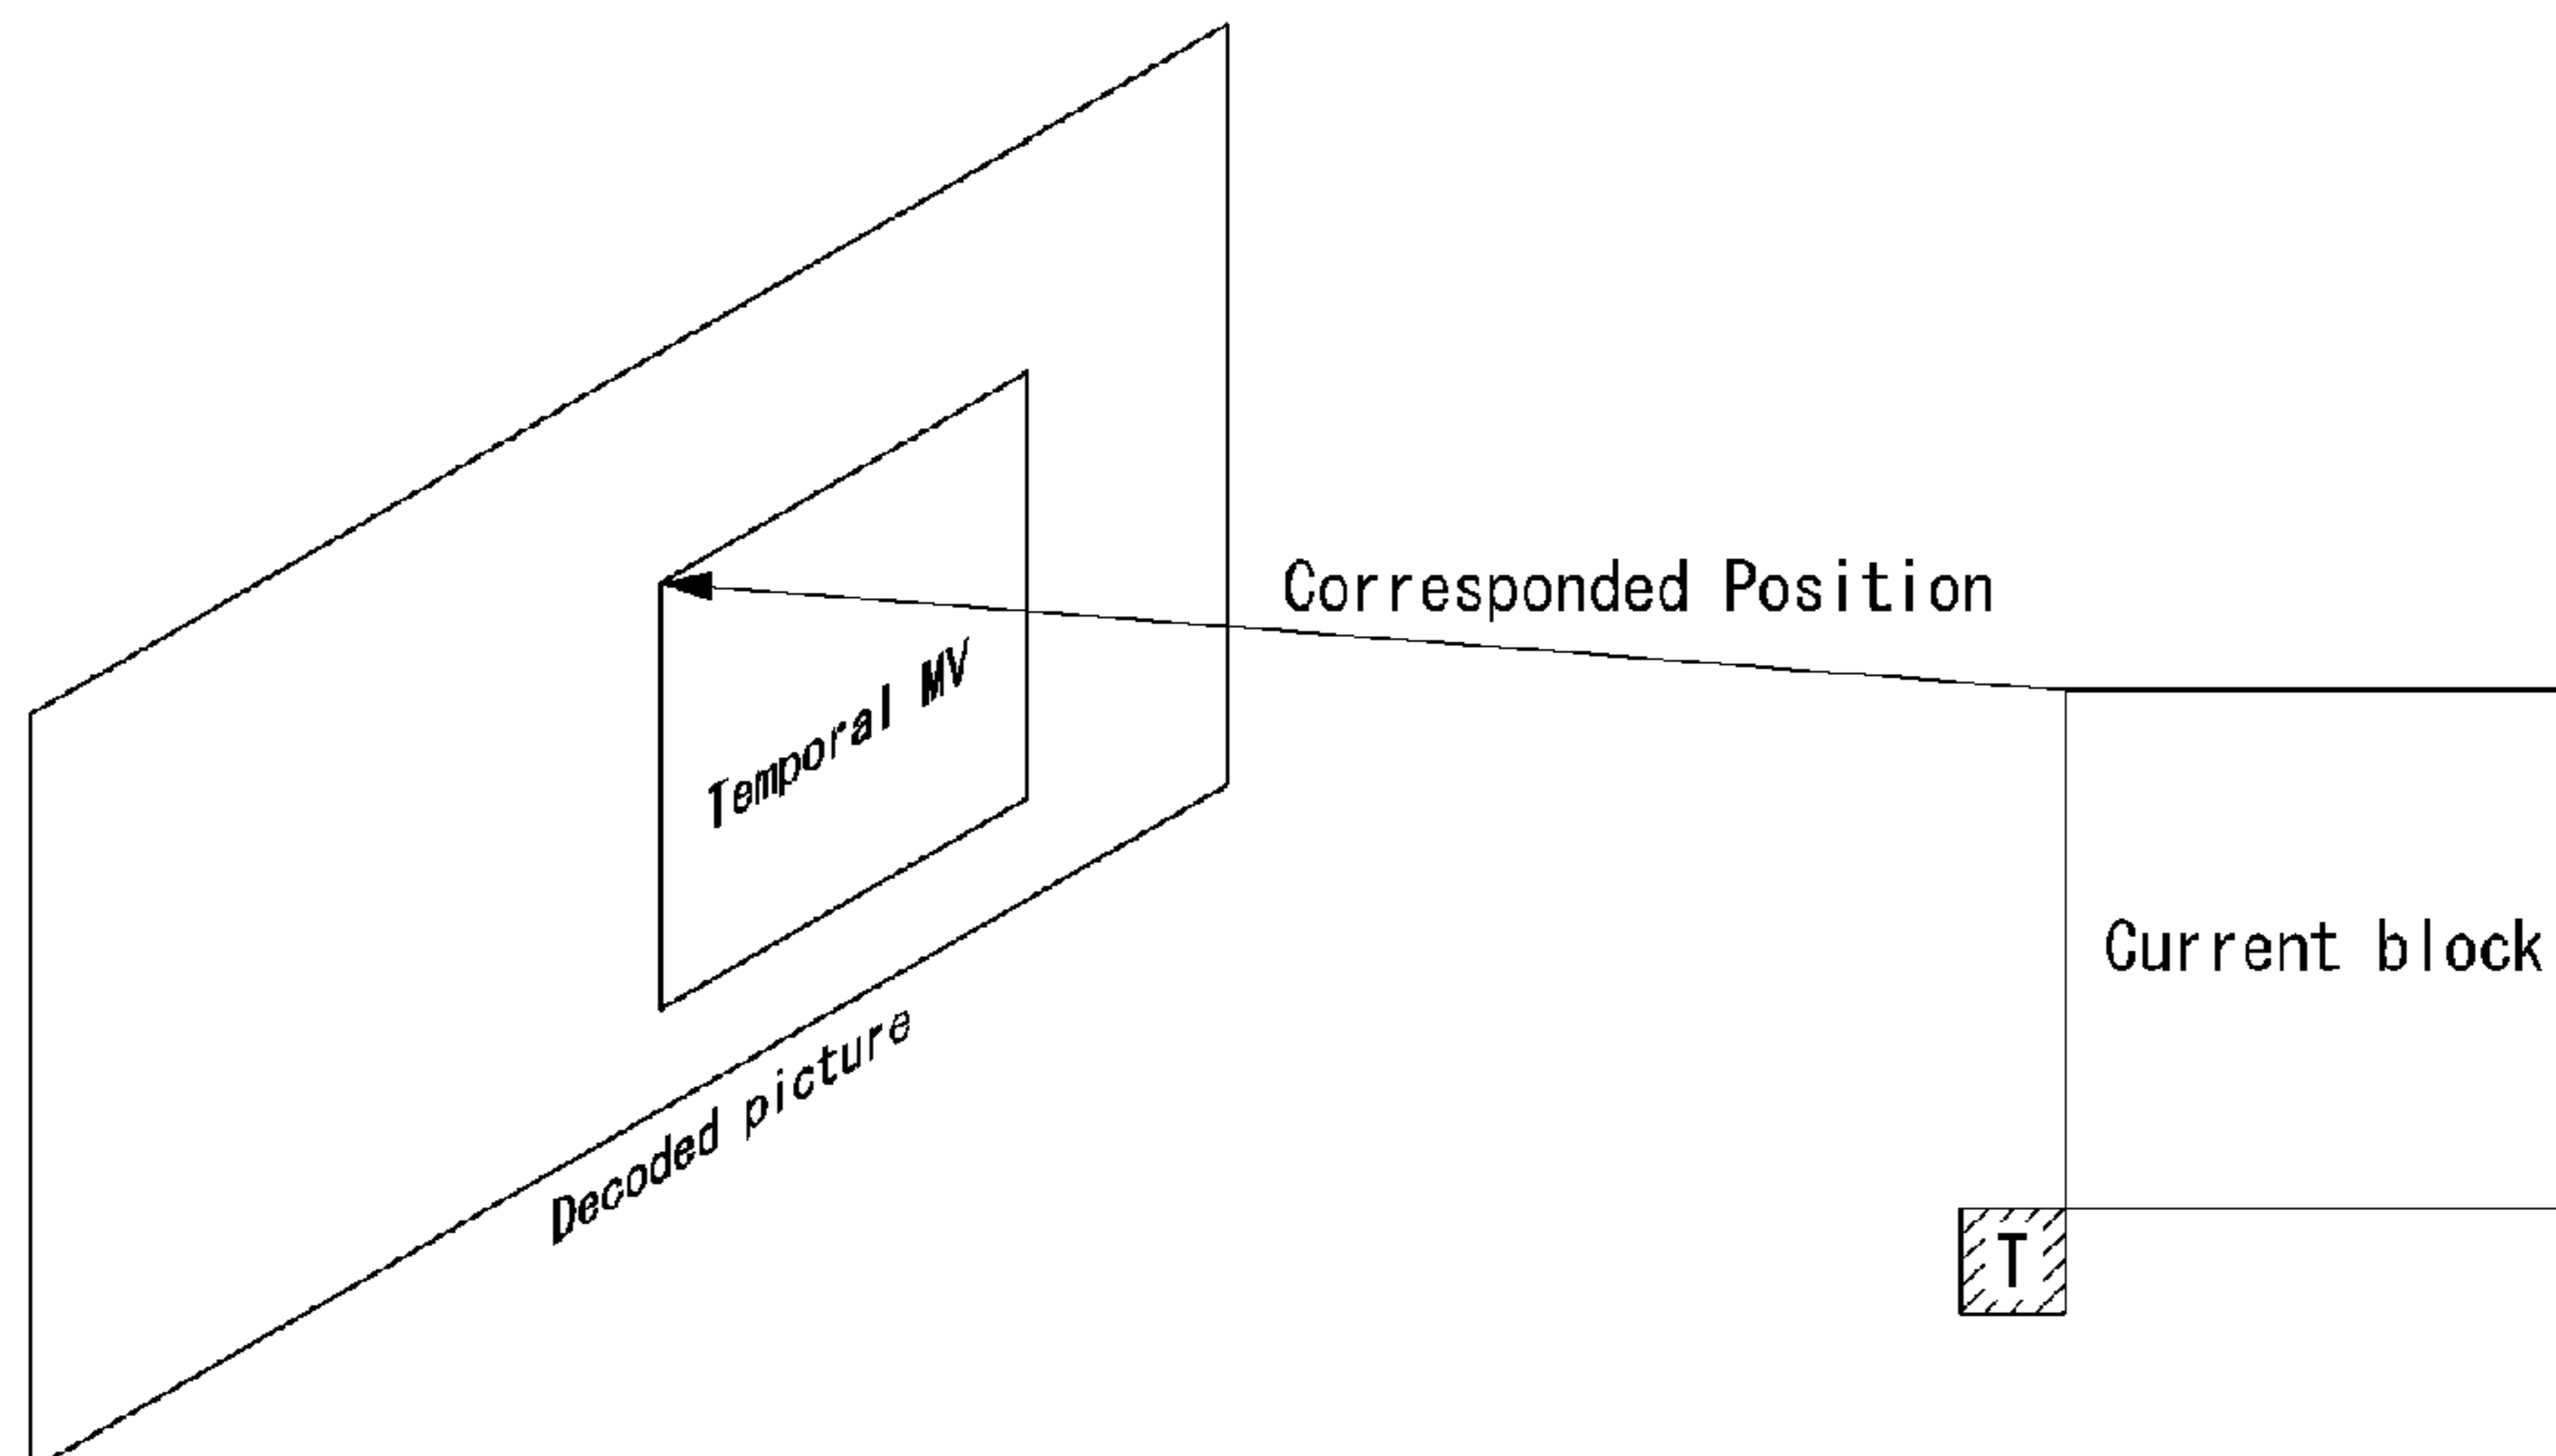 Corresponded Position
Temporal MV
Current block
Decoded picture
T